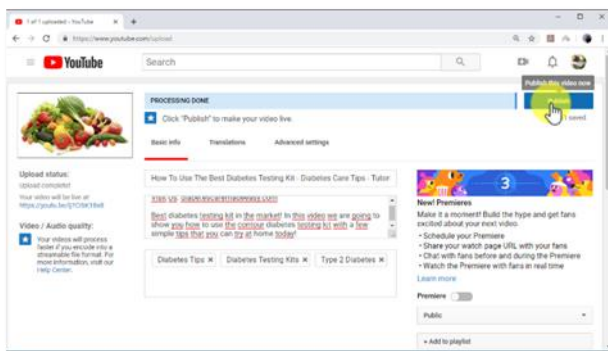 1 of 1 uploaded - YouTube
https://www.youtube.com/upload
YouTube
Search
Publish this video now
PROCESSING DONE
Publish
Click "Publish" to make your video live.
saved.
Basic info
Translations
Advanced settings
Upload status:
Upload completed!
Your video will be live at:
Video / Audio quality:
Your videos will process
faster if you encode into a
streamable file format. For
more information, visit our
Help Center.
How To Use The Best Diabetes Testing Kit - Diabetes Care Tips - Tutor
Visit Us: diabetescaremadeeasy.com
Best diabetes testing kit in the market! In this video we are going to
show you how to use the contour diabetes testing kit with a few
simple tips that you can try at home today!
Diabetes Tips
Diabetes Testing Kits
Type 2 Diabetes
3
New! Premieres
Make it a moment! Build the hype and get fans
excited about your next video.
• Schedule your Premiere
• Share your watch page URL with your fans
• Chat with fans before and during the Premiere
• Watch the Premiere with fans in real time
Learn more
Premiere
Public
+ Add to playlist